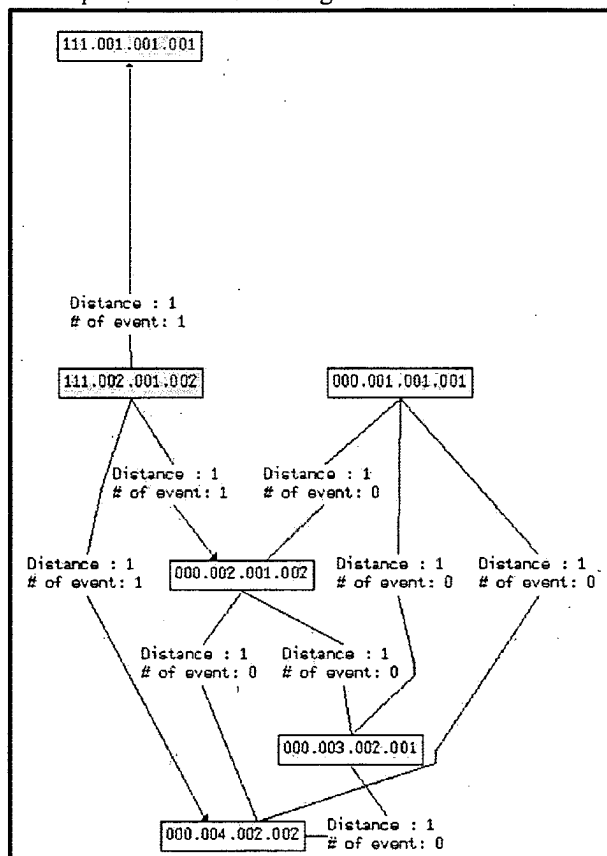 111.001.001.001
Distance : 1
# of event: 1
111.002.001.002
000.001.001.001
Distance : 1
# of event: 1
Distance : 1
# of event: 0
Distance : 1
# of event: 1
000.002.001.002
Distance : 1
# of event: 0
Distance : 1
# of event: 0
Distance : 1
# of event: 0
Distance : 1
# of event: 0
000.003.002.001
000.004.002.002
Distance : 1
# of event: 0